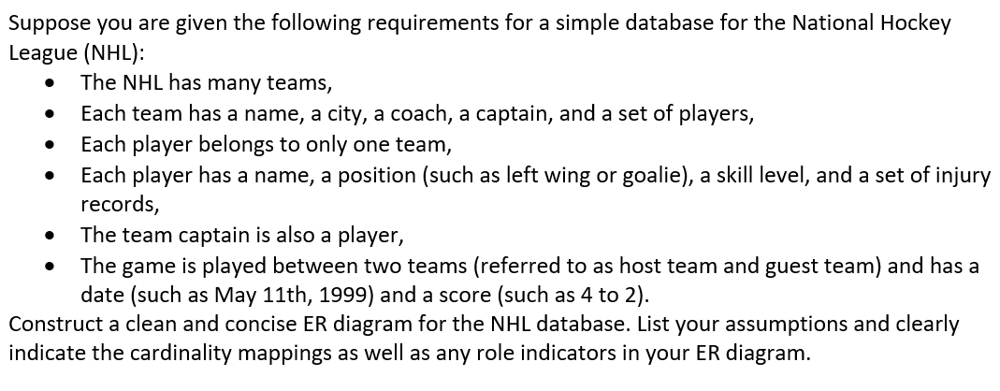 Suppose you are given the following requirements for a simple database for the National Hockey
League (NHL):
• The NHL has many teams,
• Each team has a name, a city, a coach, a captain, and a set of players,
• Each player belongs to only one team,
• Each player has a name, a position (such as left wing or goalie), a skill level, and a set of injury
records,
• The team captain is also a player,
• The game is played between two teams (referred to as host team and guest team) and has a
date (such as May 11th, 1999) and a score (such as 4 to 2).
Construct a clean and concise ER diagram for the NHL database. List your assumptions and clearly
indicate the cardinality mappings as well as any role indicators in your ER diagram.